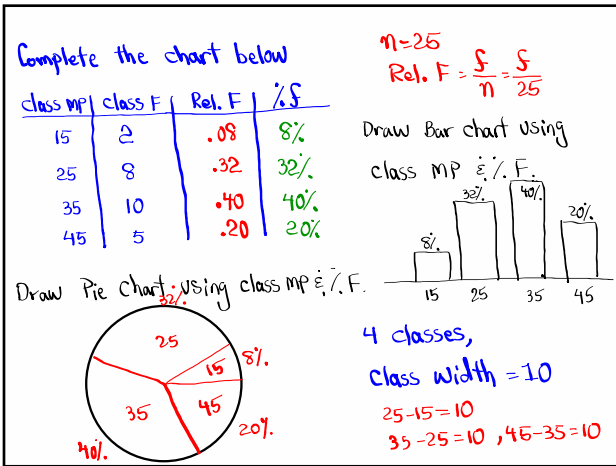 Complete the chart below
class MP | class F | Rel. F | % f
15 2 .08 8%
25 8 .32 32%
35 10 .40 40%
45 5 .20 20%
n=25
Rel. F = f/n = f/25
Draw Bar chart using
class MP & % F.
8% 32% 40% 20%
15 25 35 45
Draw Pie Chart using class MP & % F.
32%
25
15 8%
35 45
40% 20%
4 classes,
class width = 10
25-15=10
35-25=10, 45-35=10